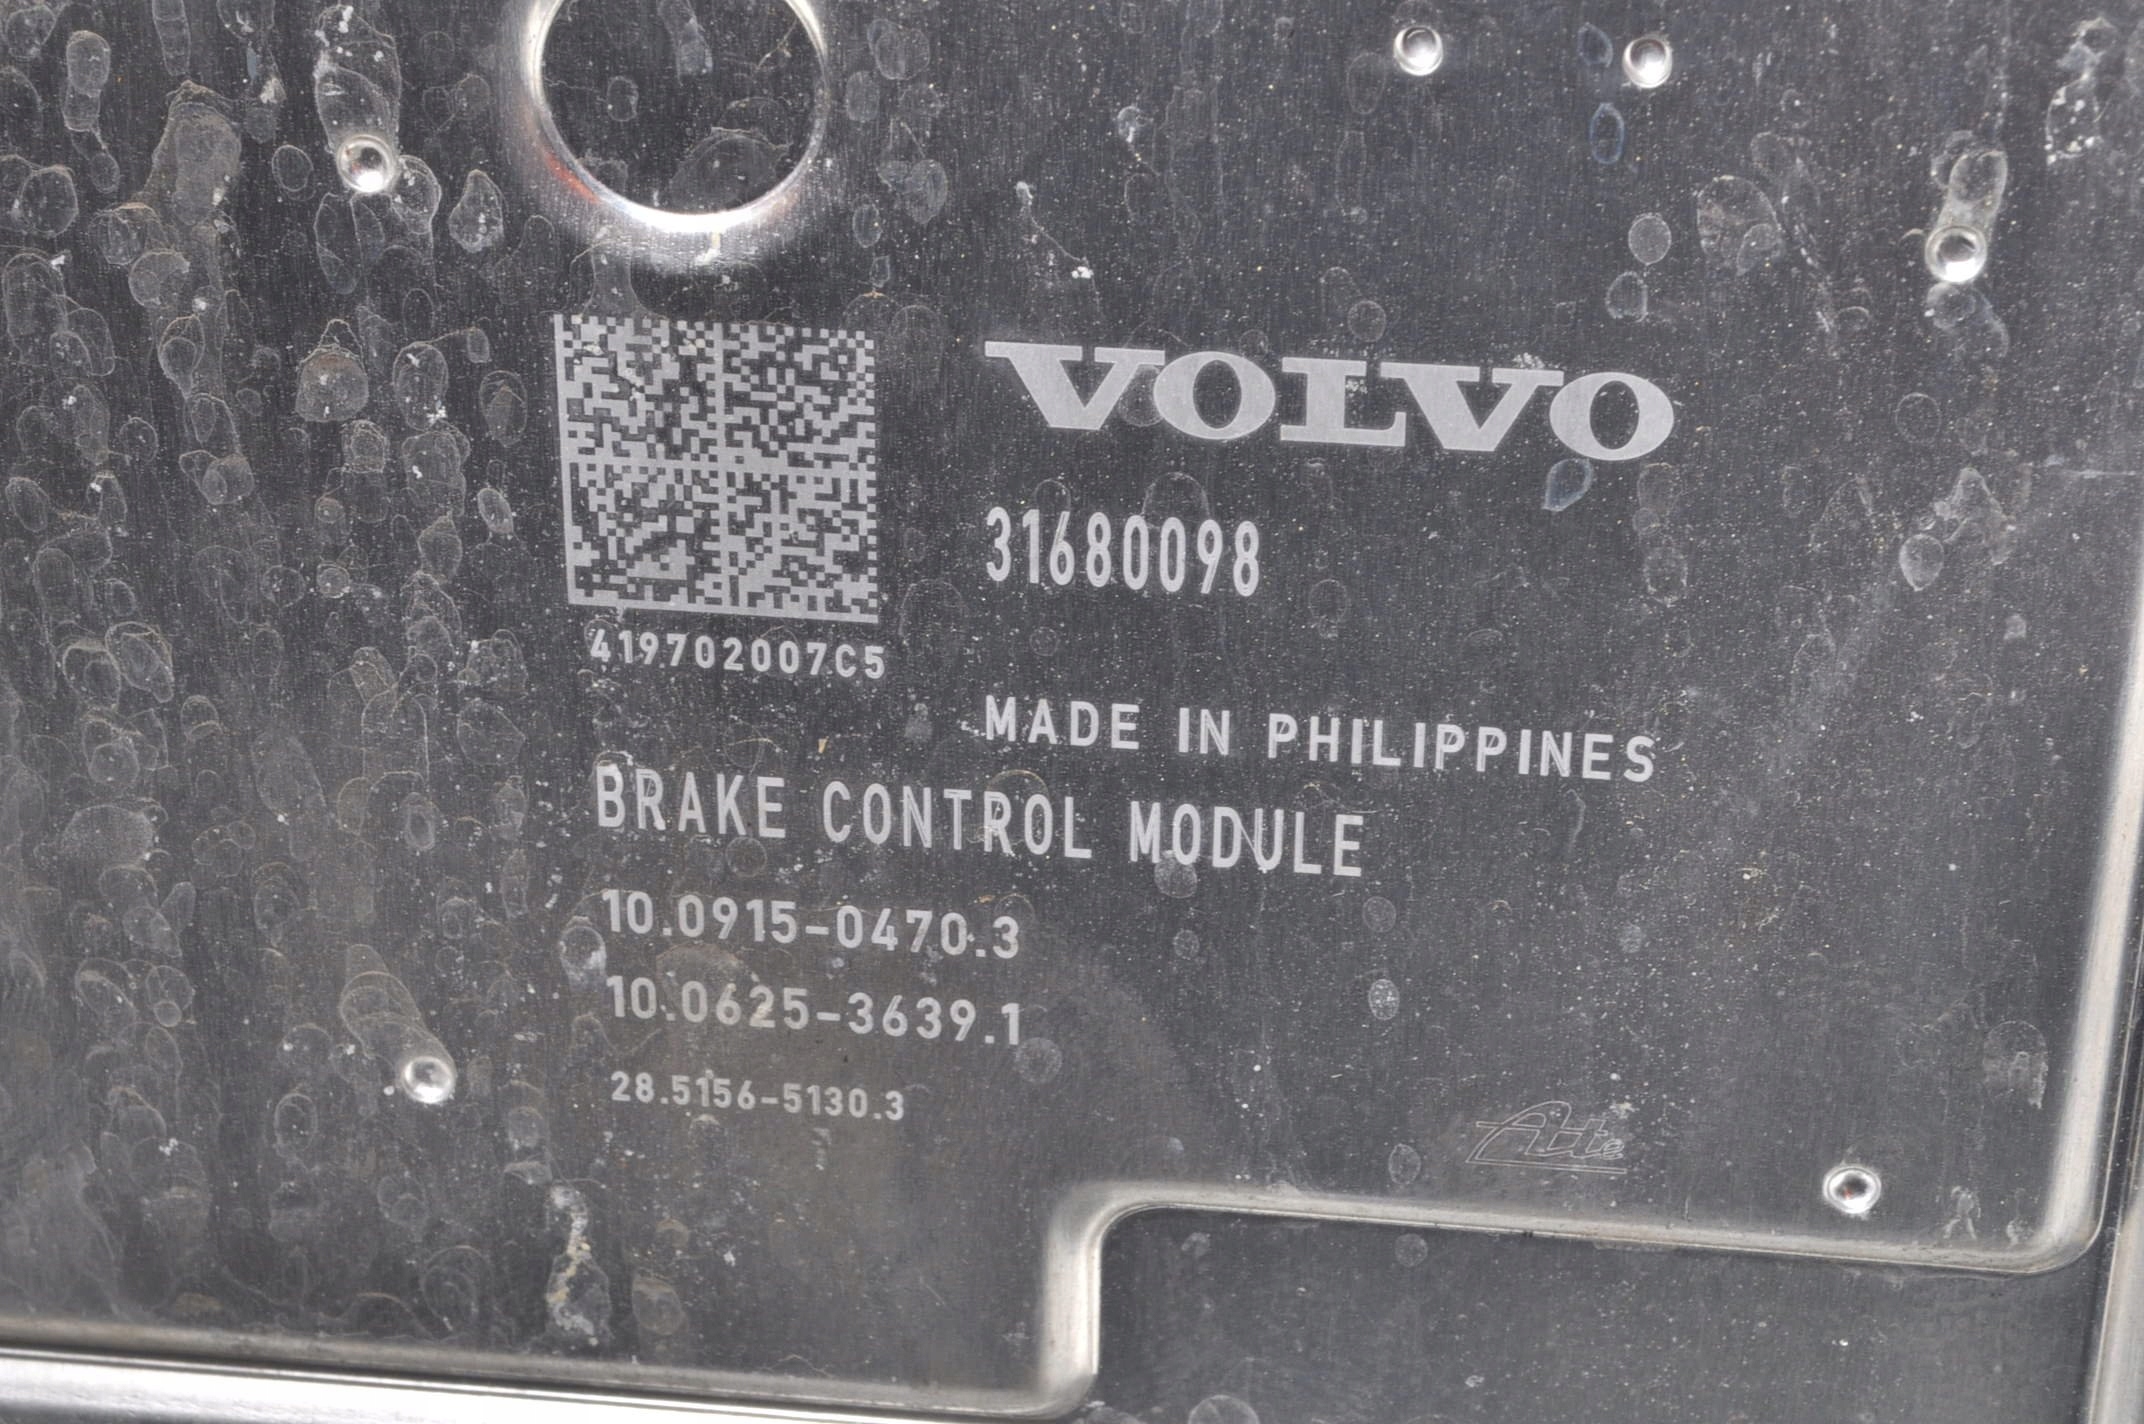 VOLVO
31680098
419702007C5
MADE IN PHILIPPINES
BRAKE CONTROL MODULE
10.0915-0470.3
10.0625-3639.1
28.5156-5130.3
Ate